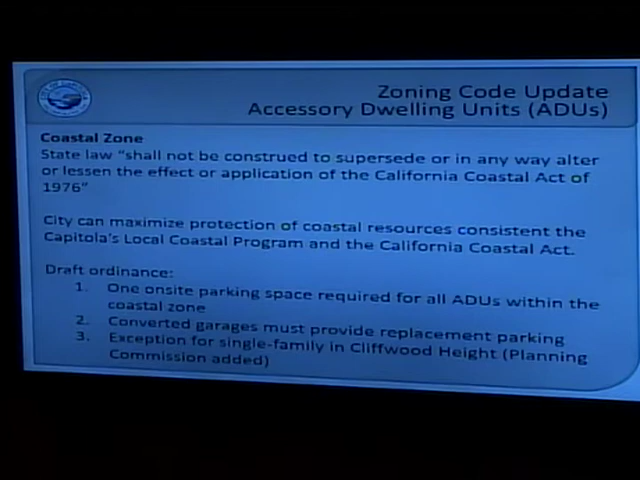 Zoning Code Update
Accessory Dwelling Units (ADUs)
Coastal Zone
State law "shall not be construed to supersede or in any way alter
or lessen the effect or application of the California Coastal Act of
1976"
City can maximize protection of coastal resources consistent the
Capitola's Local Coastal Program and the California Coastal Act.
Draft ordinance:
1. One onsite parking space required for all ADUs within the
coastal zone
2. Converted garages must provide replacement parking
3. Exception for single-family in Cliffwood Height (Planning
Commission added)